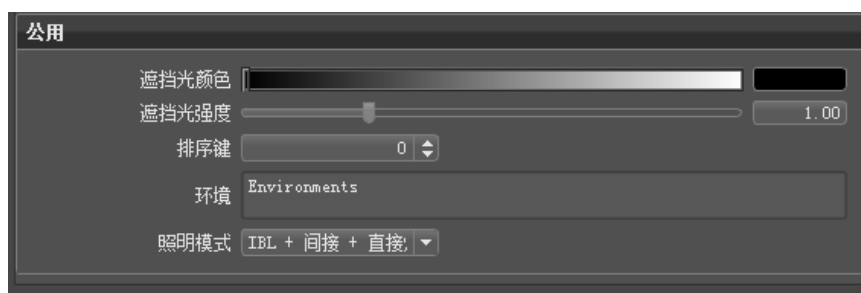 公用
遮挡光颜色
遮挡光强度 1.00
排序键 0
环境 Environments
照明模式 IBL + 间接 + 直接